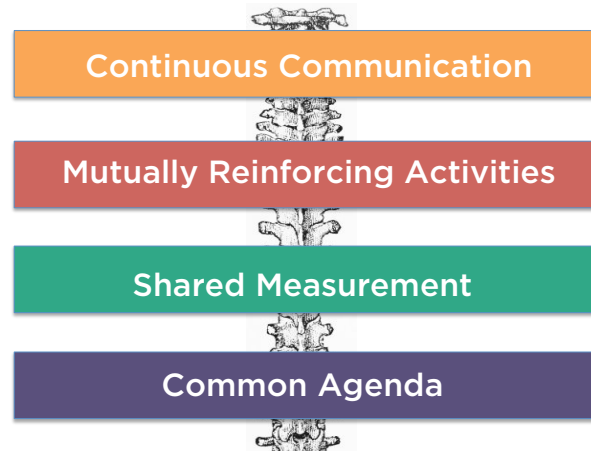 Continuous Communication
Mutually Reinforcing Activities
Shared Measurement
Common Agenda